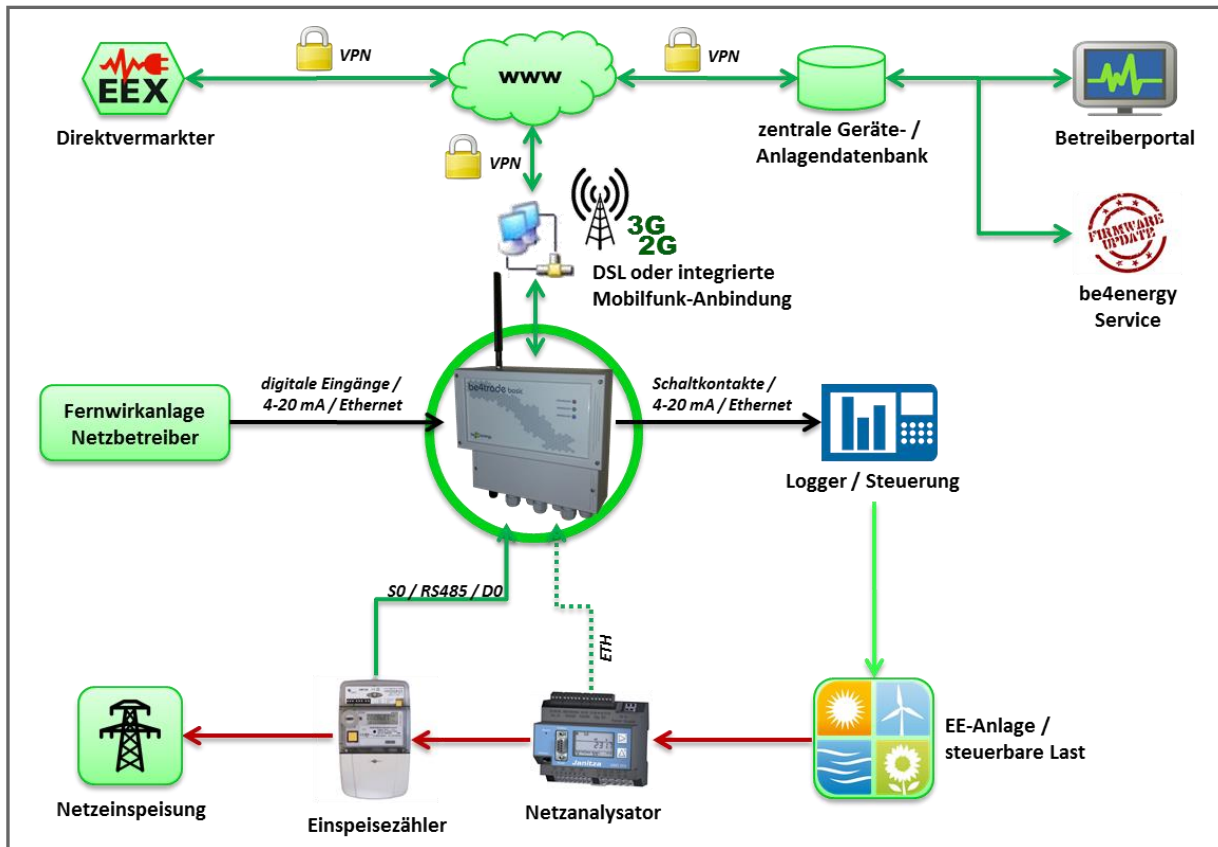 VPN
VPN
EEX
www
Direktvermarkter
zentrale Geräte- /
Anlagendatenbank
Betreiberportal
VPN
3G
2G
FIRMWARE
UPDATE
DSL oder integrierte
Mobilfunk-Anbindung
be4energy
Service
be4trade basic
digitale Eingänge /
4-20 mA / Ethernet
Schaltkontakte /
4-20 mA / Ethernet
Fernwirkanlage
Netzbetreiber
Logger / Steuerung
S0 / RS485 / D0
ETH
Janitza
EE-Anlage /
steuerbare Last
Netzeinspeisung
Einspeisezähler
Netzanalysator